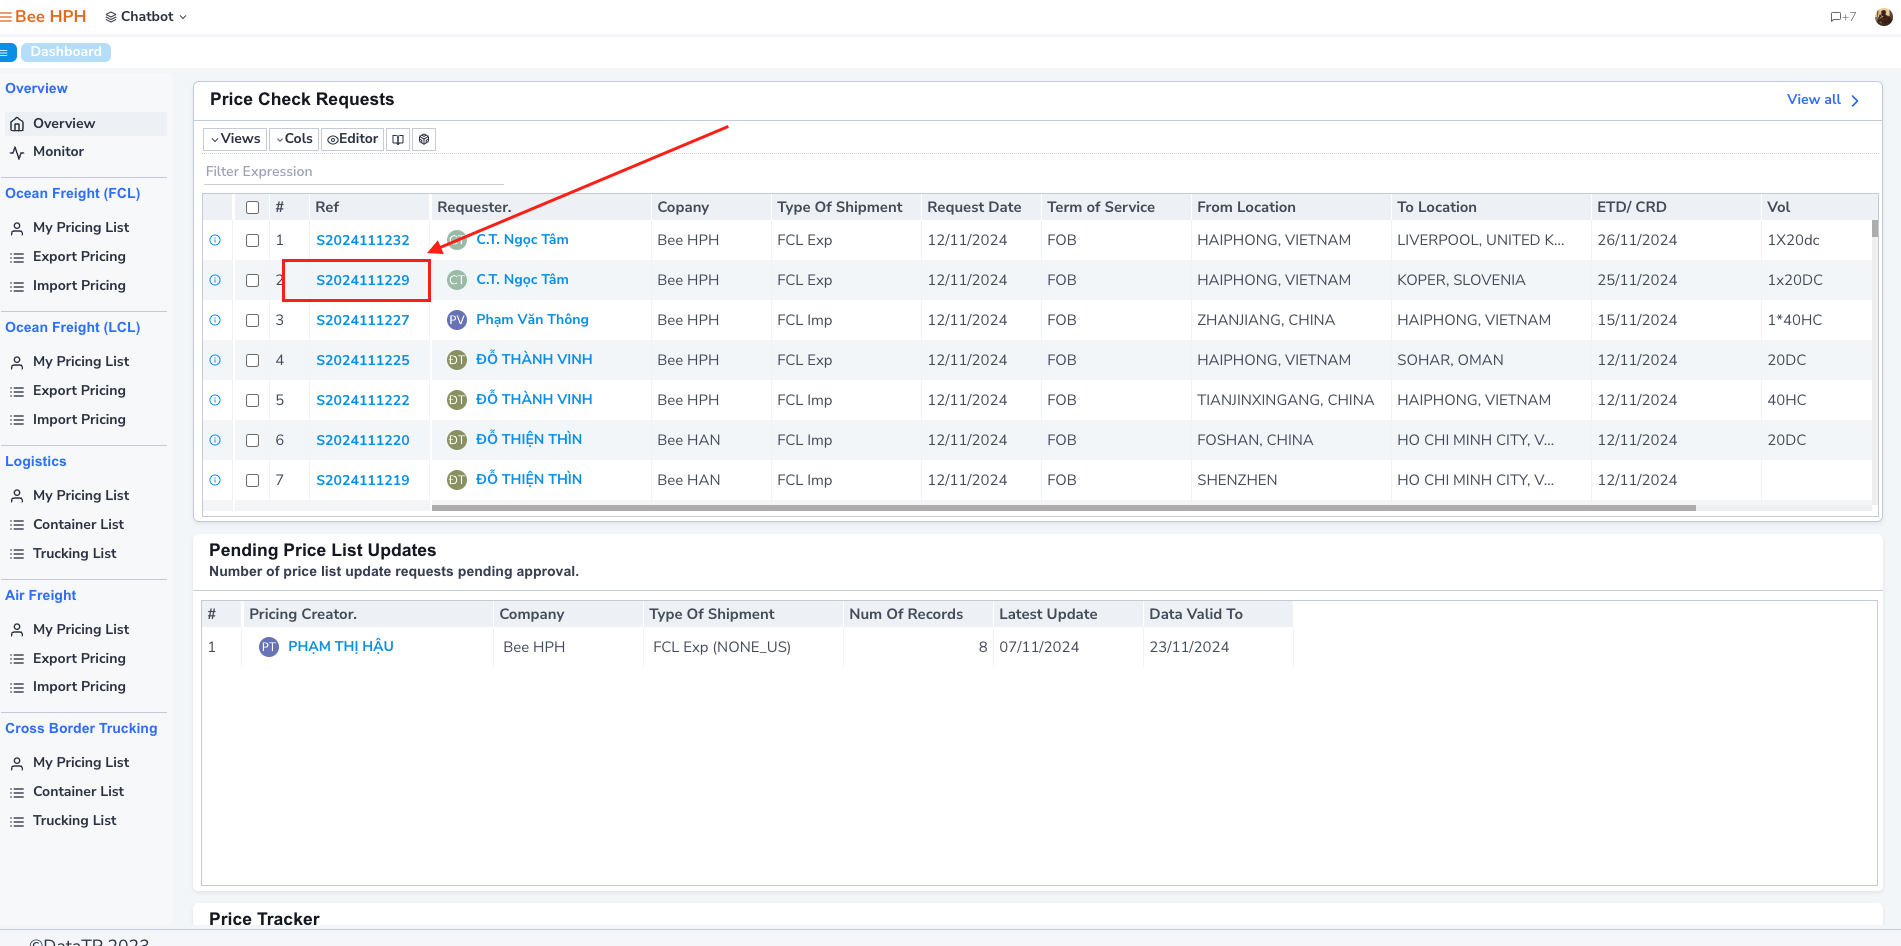 Bee HPH Chatbot +7
Dashboard
Overview
Overview
Monitor
Ocean Freight (FCL)
My Pricing List
Export Pricing
Import Pricing
Ocean Freight (LCL)
My Pricing List
Export Pricing
Import Pricing
Logistics
My Pricing List
Container List
Trucking List
Air Freight
My Pricing List
Export Pricing
Import Pricing
Cross Border Trucking
My Pricing List
Container List
Trucking List
Price Check Requests View all
Views Cols Editor
Filter Expression
# Ref Requester. Copany Type Of Shipment Request Date Term of Service From Location To Location ETD/ CRD Vol
1 S2024111232 CT C.T. Ngọc Tâm Bee HPH FCL Exp 12/11/2024 FOB HAIPHONG, VIETNAM LIVERPOOL, UNITED K... 26/11/2024 1X20dc
2 S2024111229 CT C.T. Ngọc Tâm Bee HPH FCL Exp 12/11/2024 FOB HAIPHONG, VIETNAM KOPER, SLOVENIA 25/11/2024 1x20DC
3 S2024111227 PV Phạm Văn Thông Bee HPH FCL Imp 12/11/2024 FOB ZHANJIANG, CHINA HAIPHONG, VIETNAM 15/11/2024 1*40HC
4 S2024111225 ĐT ĐỖ THÀNH VINH Bee HPH FCL Exp 12/11/2024 FOB HAIPHONG, VIETNAM SOHAR, OMAN 12/11/2024 20DC
5 S2024111222 ĐT ĐỖ THÀNH VINH Bee HPH FCL Imp 12/11/2024 FOB TIANJINXINGANG, CHINA HAIPHONG, VIETNAM 12/11/2024 40HC
6 S2024111220 ĐT ĐỖ THIỆN THÌN Bee HAN FCL Imp 12/11/2024 FOB FOSHAN, CHINA HO CHI MINH CITY, V... 12/11/2024 20DC
7 S2024111219 ĐT ĐỖ THIỆN THÌN Bee HAN FCL Imp 12/11/2024 FOB SHENZHEN HO CHI MINH CITY, V... 12/11/2024
Pending Price List Updates
Number of price list update requests pending approval.
# Pricing Creator. Company Type Of Shipment Num Of Records Latest Update Data Valid To
1 PT PHẠM THỊ HẬU Bee HPH FCL Exp (NONE_US) 8 07/11/2024 23/11/2024
Price Tracker
©DataTP 2023